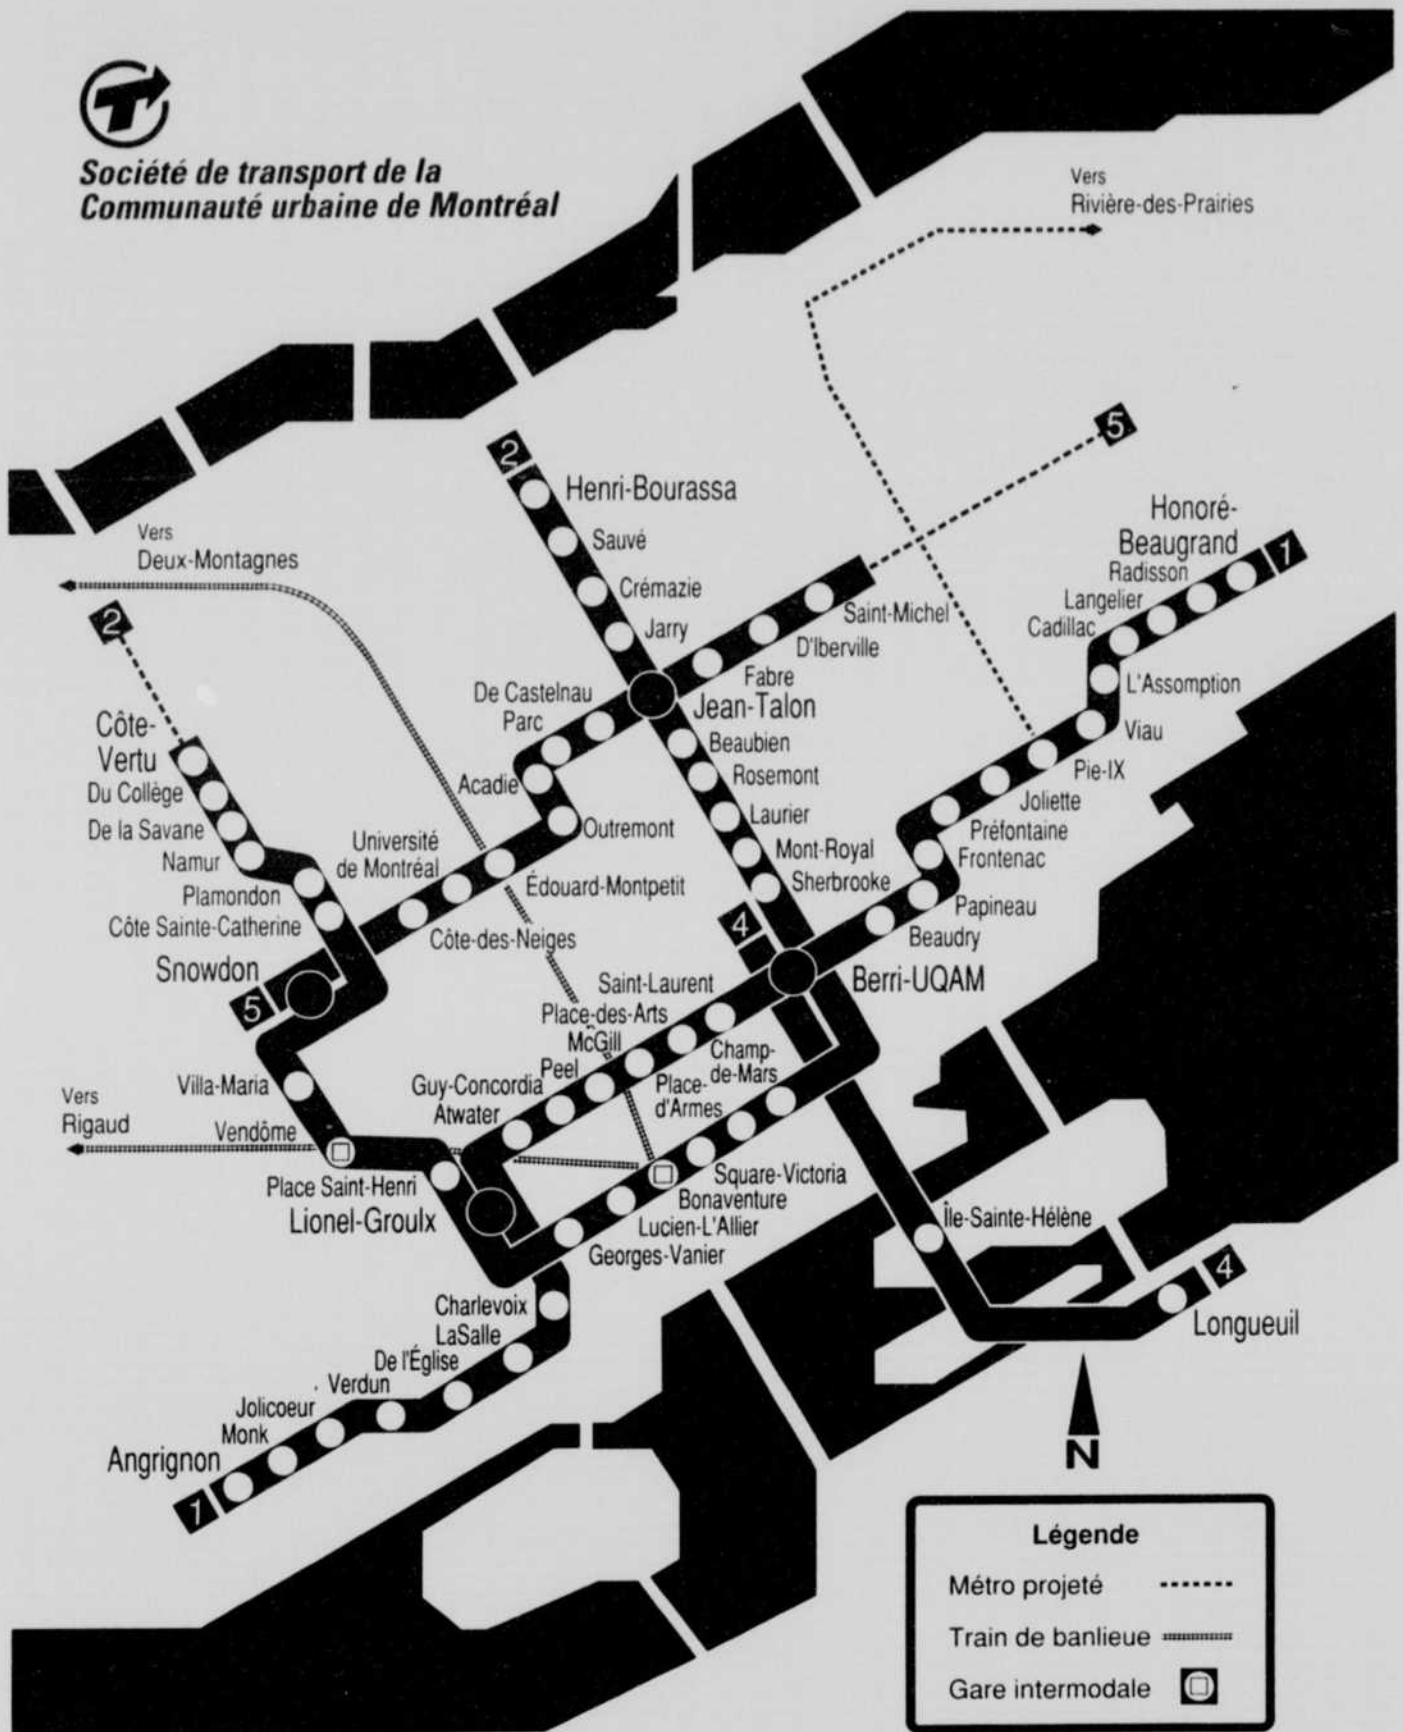 T
Société de transport de la
Communauté urbaine de Montréal
Vers
Rivière-des-Prairies
5
2
Henri-Bourassa
Sauvé
Crémazie
Jarry
Honoré-
Beaugrand
1
Radisson
Langelier
Cadillac
L'Assomption
Viau
Pie-IX
Joliette
Préfontaine
Frontenac
Papineau
Beaudry
Vers
Deux-Montagnes
2
Côte-
Vertu
Du Collège
De la Savane
Namur
Plamondon
Côte Sainte-Catherine
Snowdon
5
Saint-Michel
D'Iberville
Fabre
Jean-Talon
De Castelnau
Parc
Acadie
Outremont
Édouard-Montpetit
Université
de Montréal
Côte-des-Neiges
Beaubien
Rosemont
Laurier
Mont-Royal
Sherbrooke
4
Berri-UQAM
Saint-Laurent
Place-des-Arts
McGill
Peel
Guy-Concordia
Atwater
Champ-
de-Mars
Place-
d'Armes
Square-Victoria
Bonaventure
Lucien-L'Allier
Georges-Vanier
Villa-Maria
Vers
Rigaud
Vendôme
Place Saint-Henri
Lionel-Groulx
Charlevoix
LaSalle
De l'Église
Verdun
Jolicoeur
Monk
Angrignon
1
Île-Sainte-Hélène
4
Longueuil
N
Légende
Métro projeté
Train de banlieue
Gare intermodale